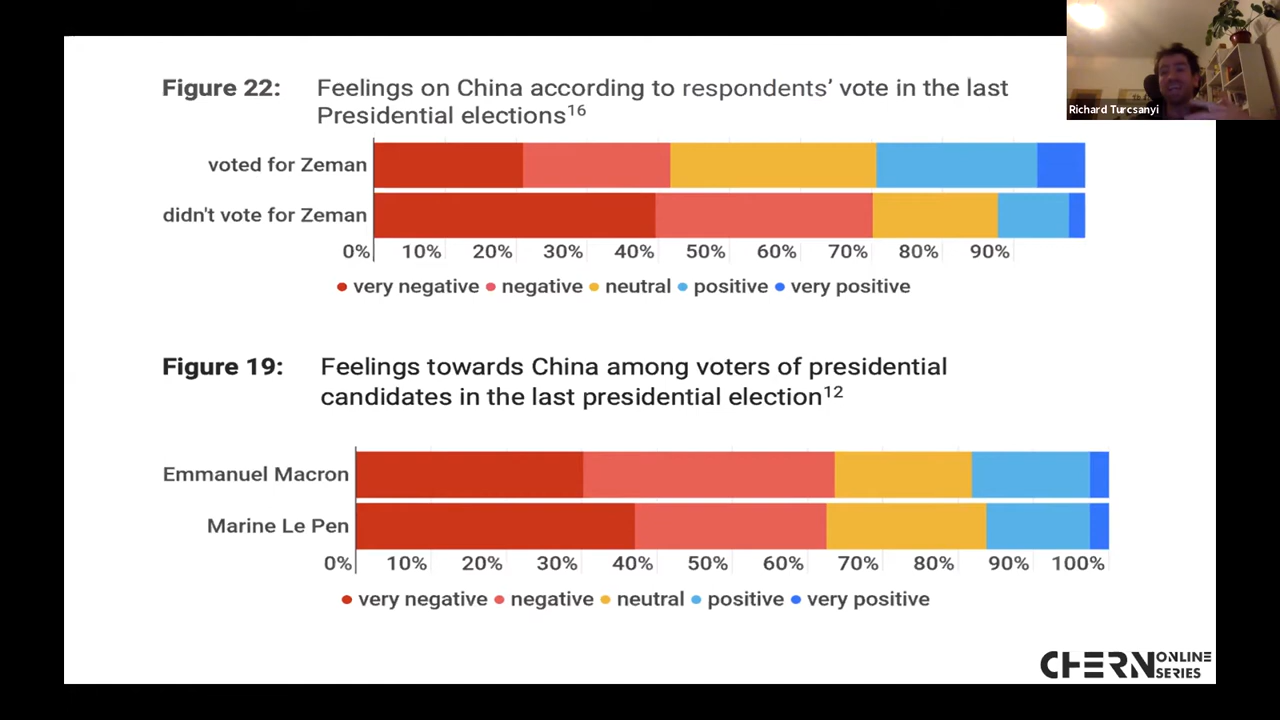 Richard Turcsanyi
Figure 22: Feelings on China according to respondents' vote in the last
Presidential elections16
voted for Zeman
didn't vote for Zeman
0% 10% 20% 30% 40% 50% 60% 70% 80% 90%
very negative negative neutral positive very positive
Figure 19: Feelings towards China among voters of presidential
candidates in the last presidential election12
Emmanuel Macron
Marine Le Pen
0% 10% 20% 30% 40% 50% 60% 70% 80% 90% 100%
very negative negative neutral positive very positive
CHERN ONLINE
SERIES